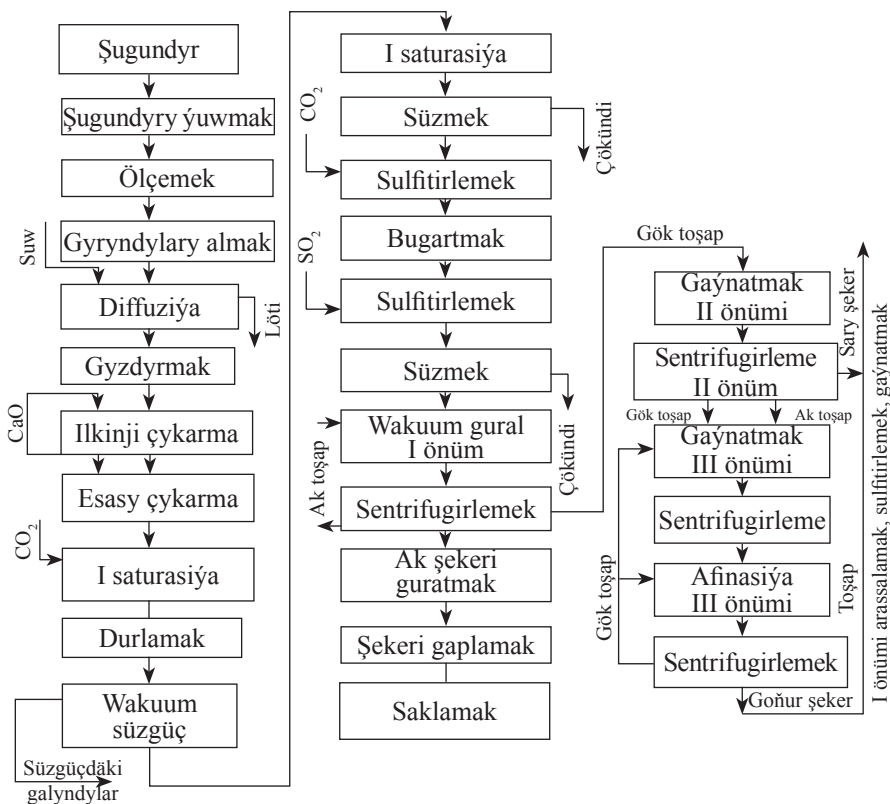 Şugundyr
Şugundyry ýuwmak
Ölçemek
Gyryndylary almak
Suw
Diffuziýa
Löti
Gyzdyrmak
CaO
Ilkinji çykarma
Esasy çykarma
CO₂
I saturasiýa
Durlamak
Wakuum
süzgüç
Süzgüçdäki
galyndylar
I saturasiýa
CO₂
Süzmek
Çökündi
Sulfitirlemek
Bugartmak
SO₂
Sulfitirlemek
Süzmek
Çökündi
Wakuum gural
I önüm
Ak toşap
Sentrifugirlemek
Ak şekeri
guratmak
Şekeri gaplamak
Saklamak
Gök toşap
Gaýnatmak
II önümi
Sary şeker
Sentrifugirleme
II önüm
Gök toşap
Ak toşap
Gaýnatmak
III önümi
Sentrifugirleme
Gök toşap
Afinasiýa
III önümi
Toşap
Sentrifugirlemek
Goňur şeker
I önümi arassalamak, sulfitirlemek, gaýnatmak